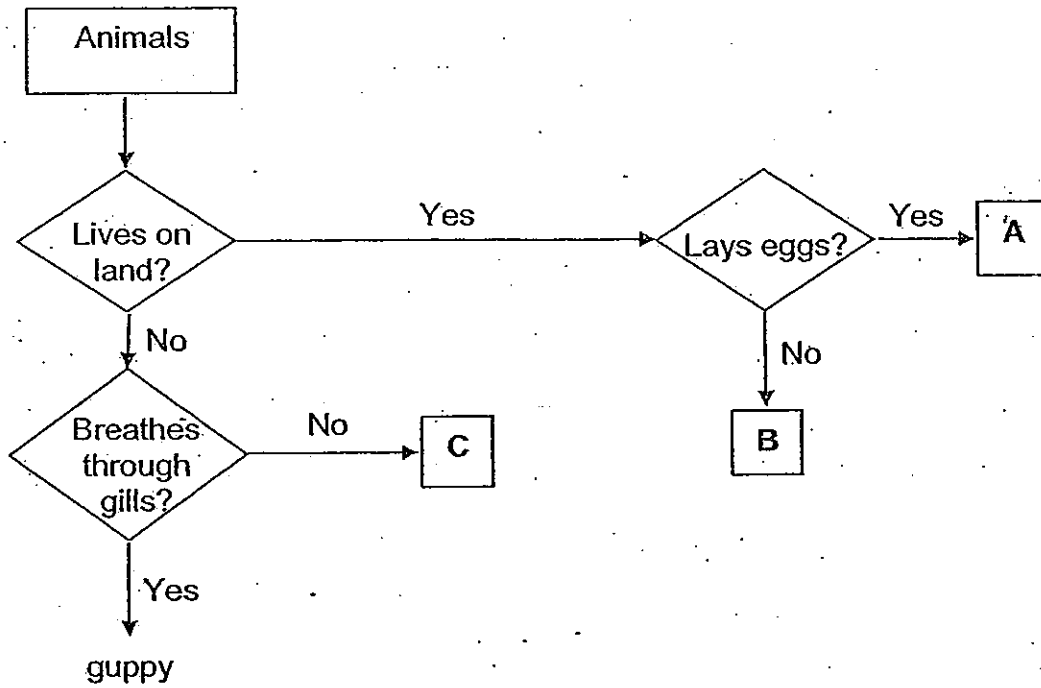 Animals
Lives on
land?
Yes
Lays eggs?
Yes
A
No
B
No
Breathes
through
gills?
No
C
Yes
guppy